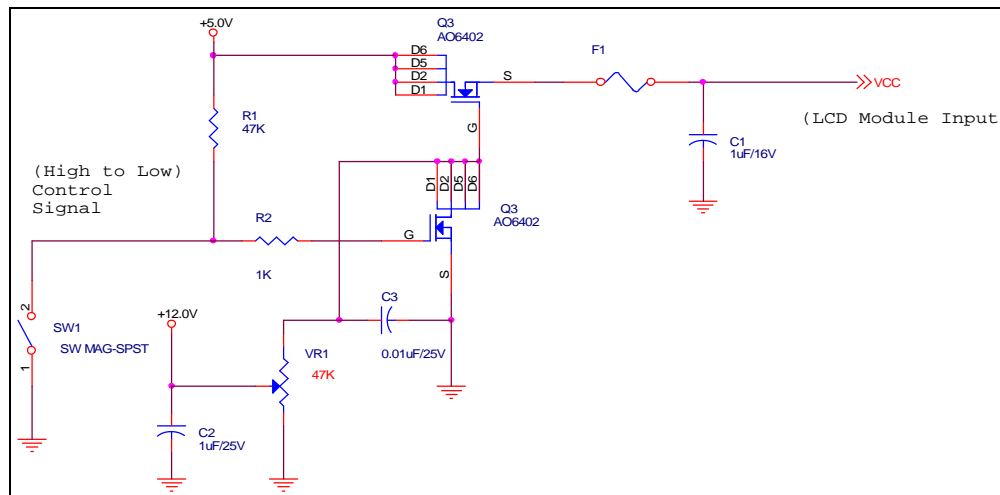 +5.0V
Q3
AO6402
D6
D5
D2
D1
S
G
F1
VCC
(LCD Module Input
C1
1uF/16V
R1
47K
(High to Low)
Control
Signal
R2
1K
G
D1
D2
D5
D6
Q3
AO6402
S
2
1
SW1
SW MAG-SPST
+12.0V
C3
0.01uF/25V
VR1
47K
C2
1uF/25V